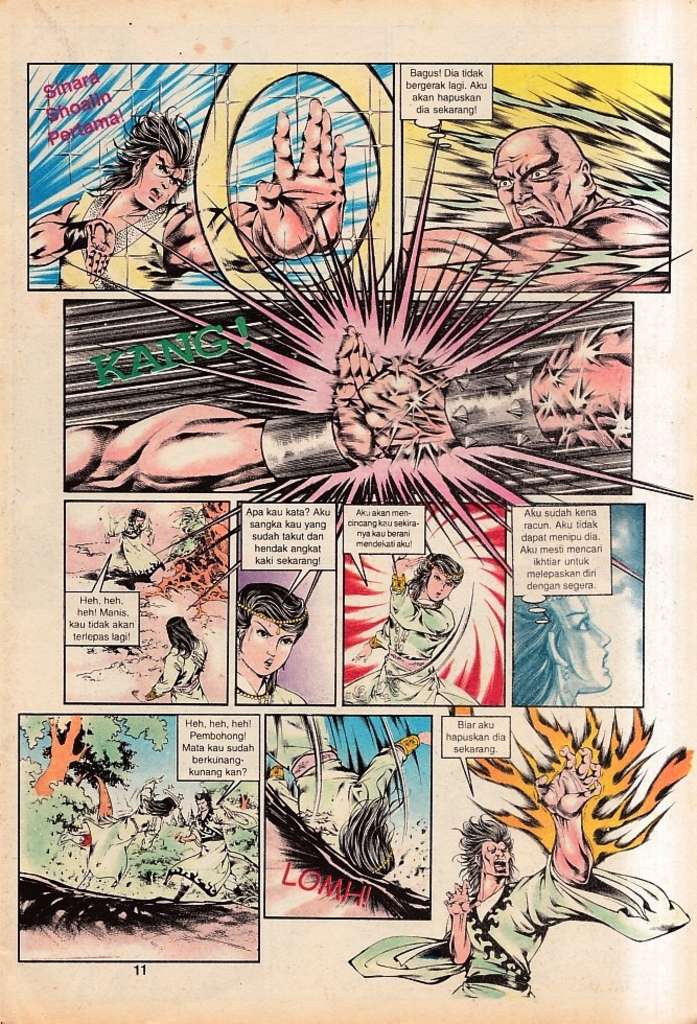 Sinara
Shoalin
Pertama!
Bagus! Dia tidak
bergerak lagi. Aku
akan hapuskan
dia sekarang!
KANG!
Heh, heh,
heh! Manis,
kau tidak akan
terlepas lagi!
Apa kau kata? Aku
sangka kau yang
sudah takut dan
hendak angkat
kaki sekarang!
Aku akan men-
cincang kau sekira-
nya kau berani
mendekati aku!
Aku sudah kena
racun. Aku tidak
dapat menipu dia.
Aku mesti mencari
ikhtiar untuk
melepaskan diri
dengan segera.
Heh, heh, heh!
Pembohong!
Mata kau sudah
berkunang-
kunang kan?
LOMH!
Biar aku
hapuskan dia
sekarang.
11